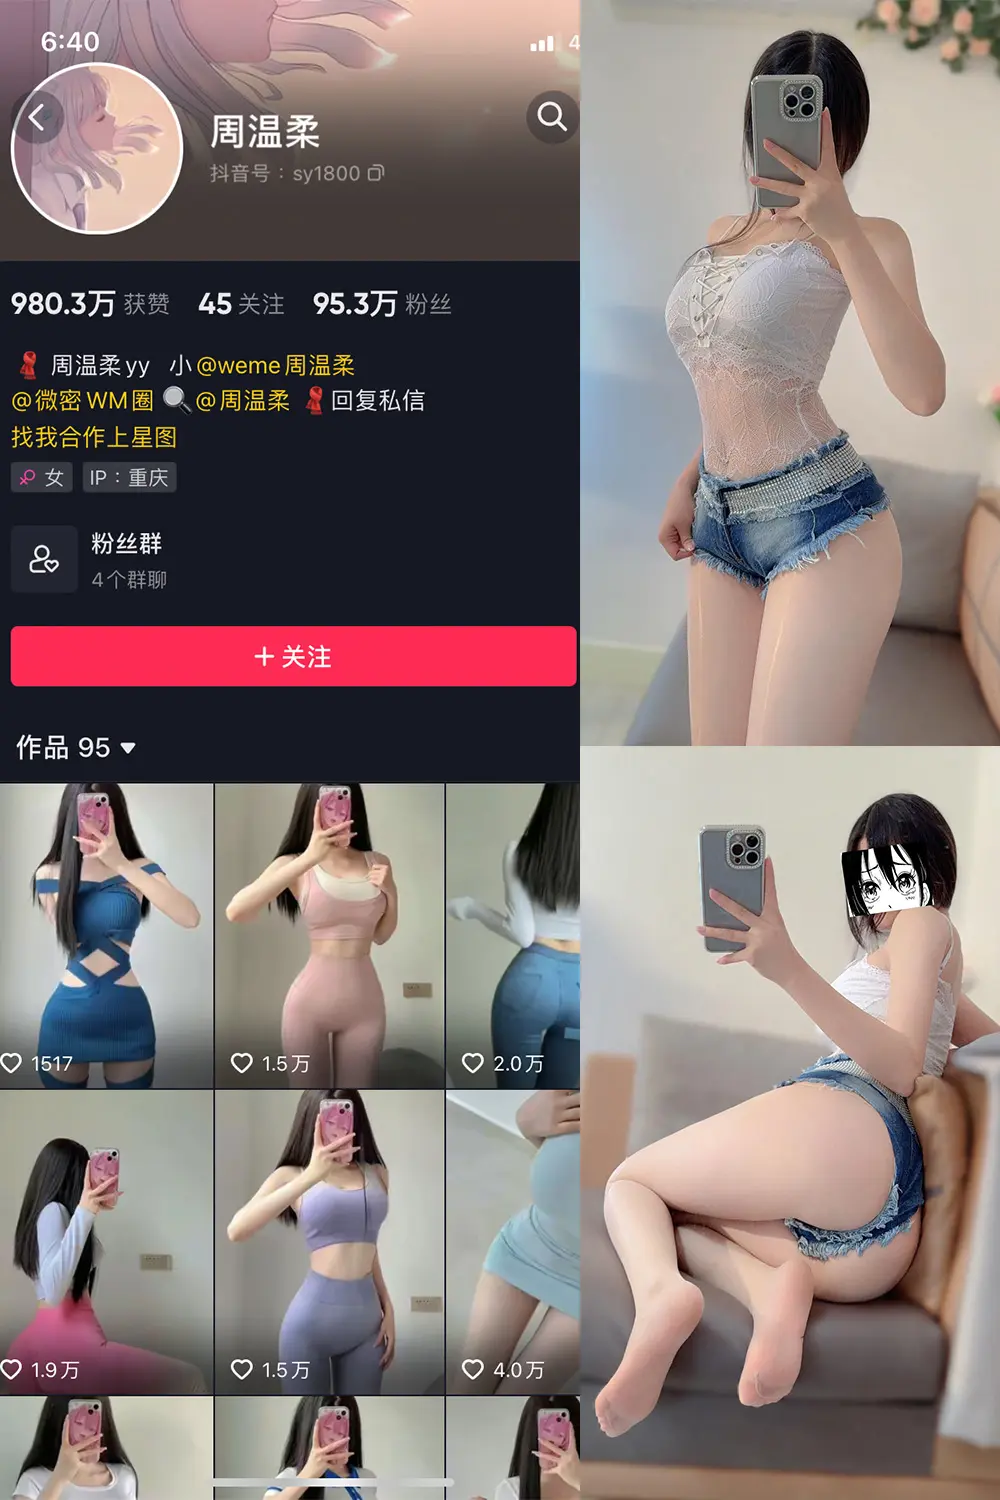 6:40
4
周温柔
抖音号：sy1800
980.3万 获赞 45 关注 95.3万 粉丝
周温柔yy 小@weme周温柔
@微密WM圈 @周温柔 回复私信
找我合作上星图
女 IP：重庆
粉丝群
4个群聊
+ 关注
作品 95
1517 1.5万 2.0万
1.9万 1.5万 4.0万